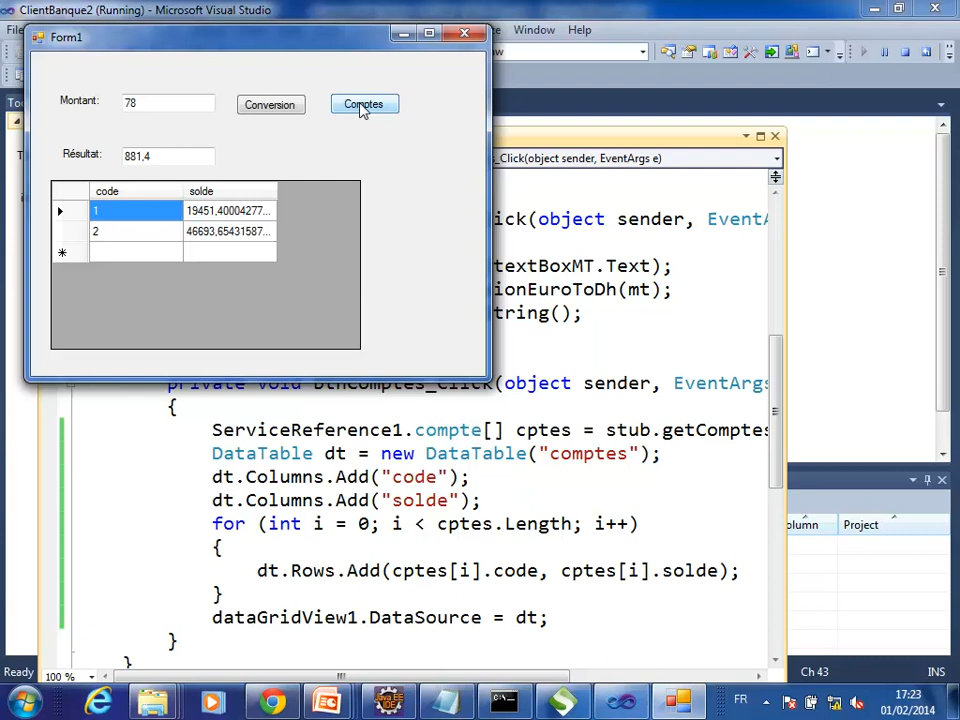 ClientBanque2 (Running) - Microsoft Visual Studio
Window Help
Form1
Montant: 78 Conversion Comptes
Résultat: 881,4
code solde
1 19451,40004277...
2 46693,65431587...
_Click(object sender, EventArgs e)
ick(object sender, EventA
textBoxMT.Text);
ionEuroToDh(mt);
tring();
private void btnComptes_Click(object sender, EventArgs
{
ServiceReference1.compte[] cptes = stub.getComptes
DataTable dt = new DataTable("comptes");
dt.Columns.Add("code");
dt.Columns.Add("solde");
for (int i = 0; i < cptes.Length; i++)
{
dt.Rows.Add(cptes[i].code, cptes[i].solde);
}
dataGridView1.DataSource = dt;
}
}
100 %
olumn Project
Ready Ch 43 INS
FR 17:23
01/02/2014